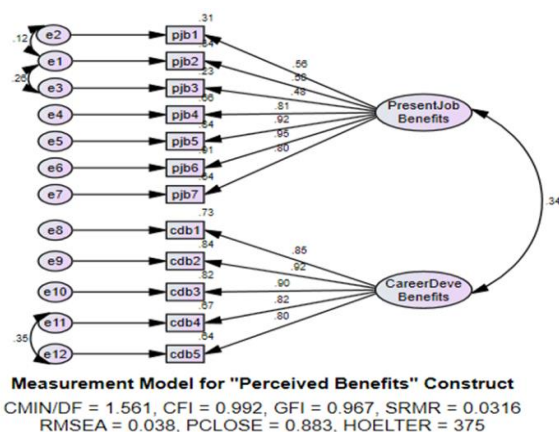 .31
e2 pjb1
.12
e1 pjb2
.26
.23
e3 pjb3
.66
e4 pjb4
.84
e5 pjb5
.91
e6 pjb6
.64
e7 pjb7
.56
.48
.81
.92
.95
.80
PresentJob
Benefits
.34
.73
e8 cdb1
.84
e9 cdb2
.82
e10 cdb3
.67
e11 cdb4
.35
.64
e12 cdb5
.85
.92
.90
.82
.80
CareerDeve
Benefits
Measurement Model for "Perceived Benefits" Construct
CMIN/DF = 1.561, CFI = 0.992, GFI = 0.967, SRMR = 0.0316
RMSEA = 0.038, PCLOSE = 0.883, HOELTER = 375